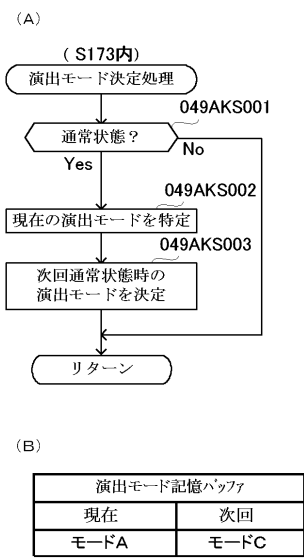 (A)
( S173内)
演出モード決定処理
049AKS001
通常状態?
No
Yes
049AKS002
現在の演出モードを特定
049AKS003
次回通常状態時の
演出モードを決定
リターン
(B)
演出モード記憶バッファ
現在 次回
モードA モードC